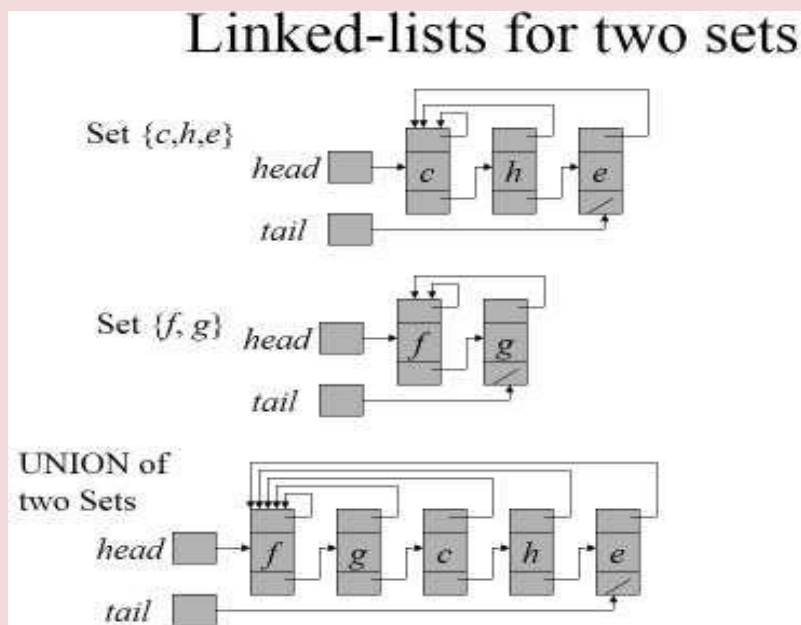 Linked-lists for two sets
Set {c,h,e}
head
c h e
tail
Set {f, g}
head
f g
tail
UNION of
two Sets
head
f g c h e
tail